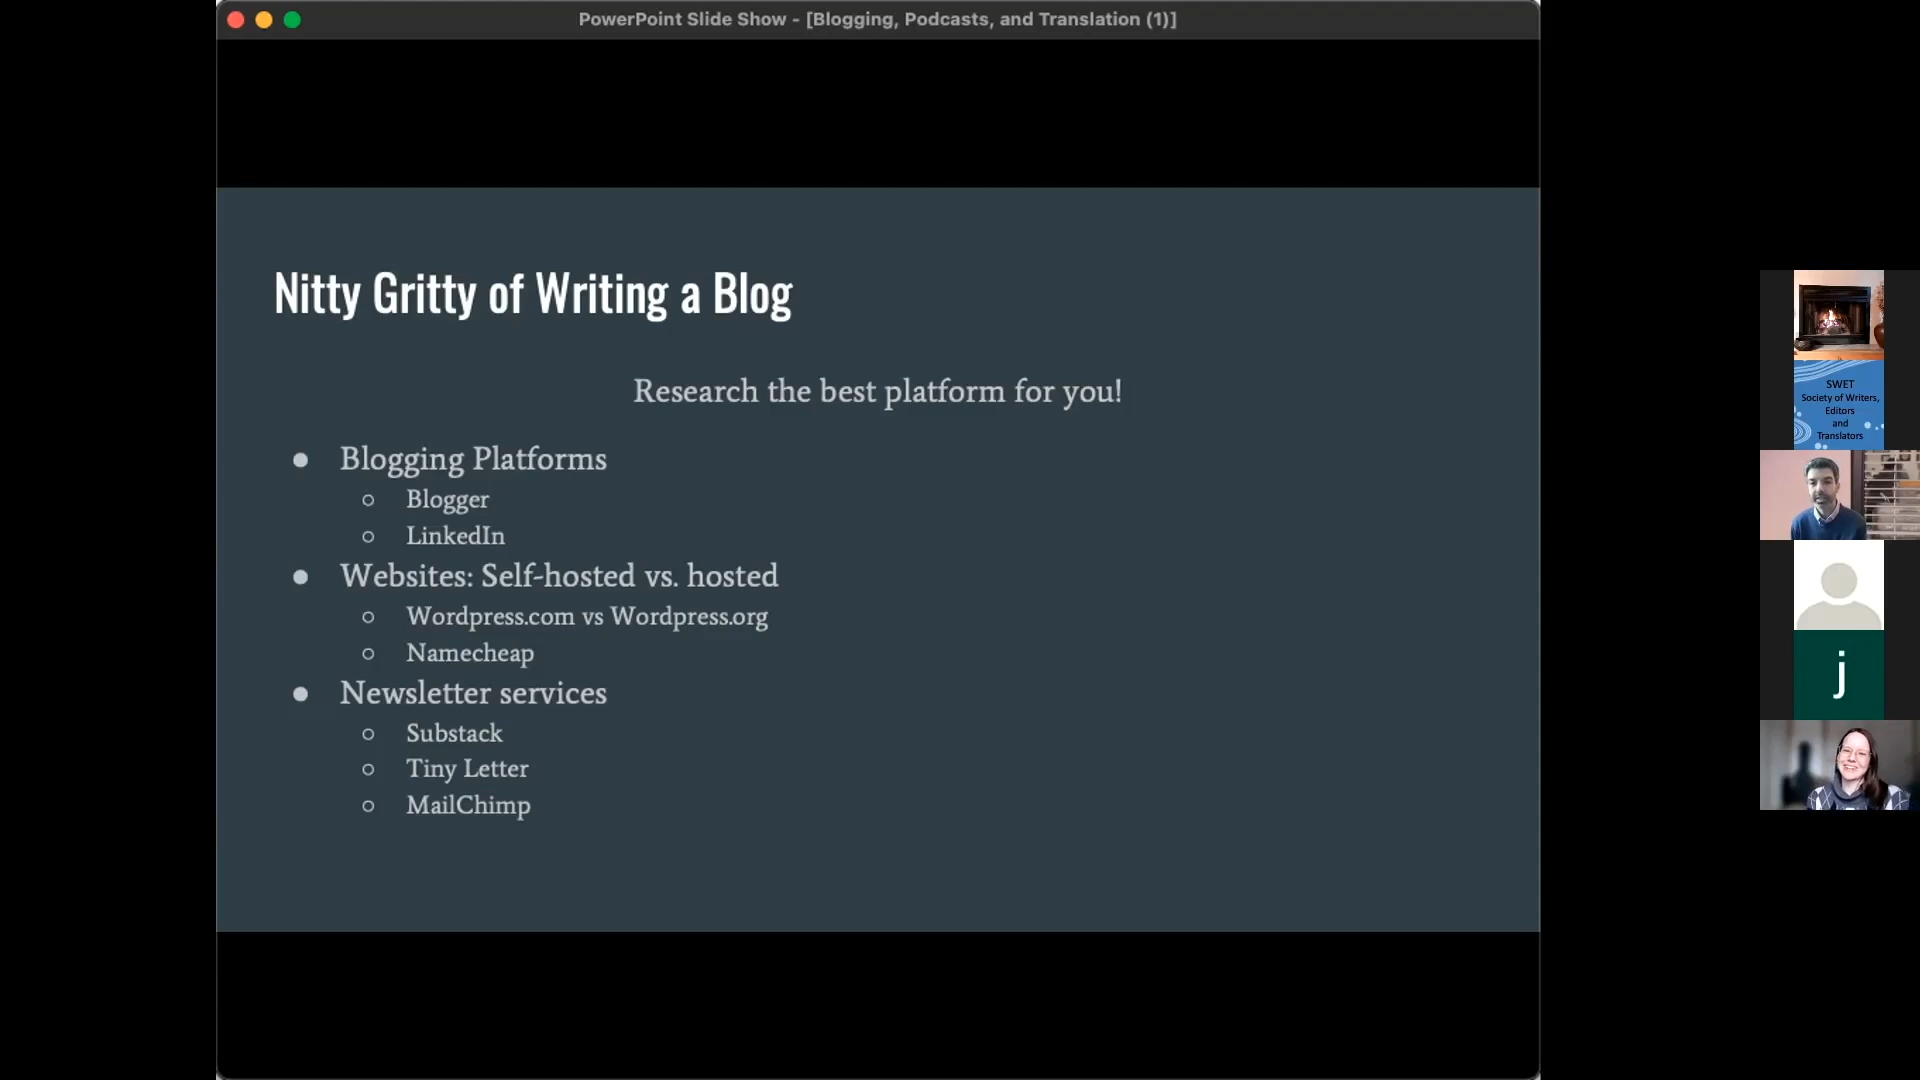 PowerPoint Slide Show - [Blogging, Podcasts, and Translation (1)]
Nitty Gritty of Writing a Blog
Research the best platform for you!
● Blogging Platforms
○ Blogger
○ LinkedIn
● Websites: Self-hosted vs. hosted
○ Wordpress.com vs Wordpress.org
○ Namecheap
● Newsletter services
○ Substack
○ Tiny Letter
○ MailChimp
SWET
Society of Writers,
Editors
and
Translators
j